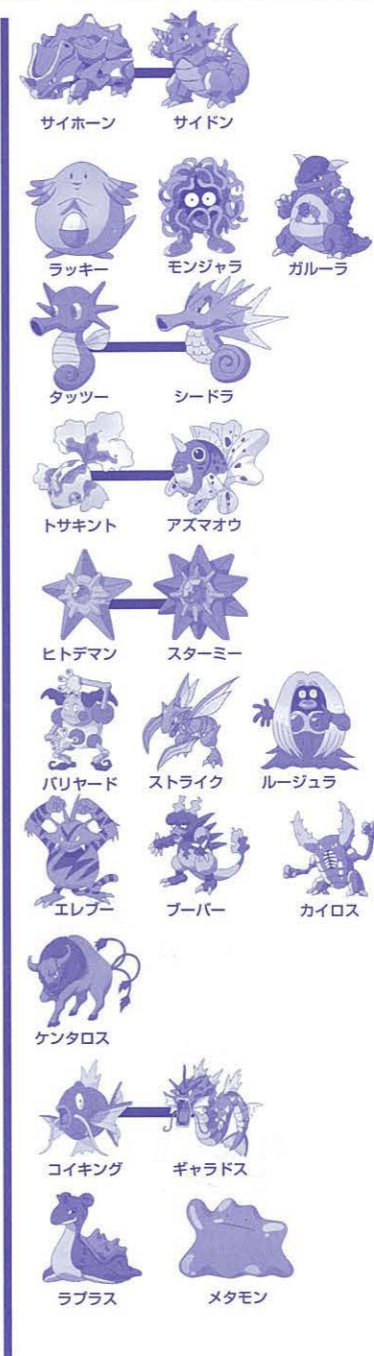 サイホーン サイドン
ラッキー モンジャラ ガルーラ
タッツー シードラ
トサキント アズマオウ
ヒトデマン スターミー
バリヤード ストライク ルージュラ
エレブー ブーバー カイロス
ケンタロス
コイキング ギャラドス
ラプラス メタモン